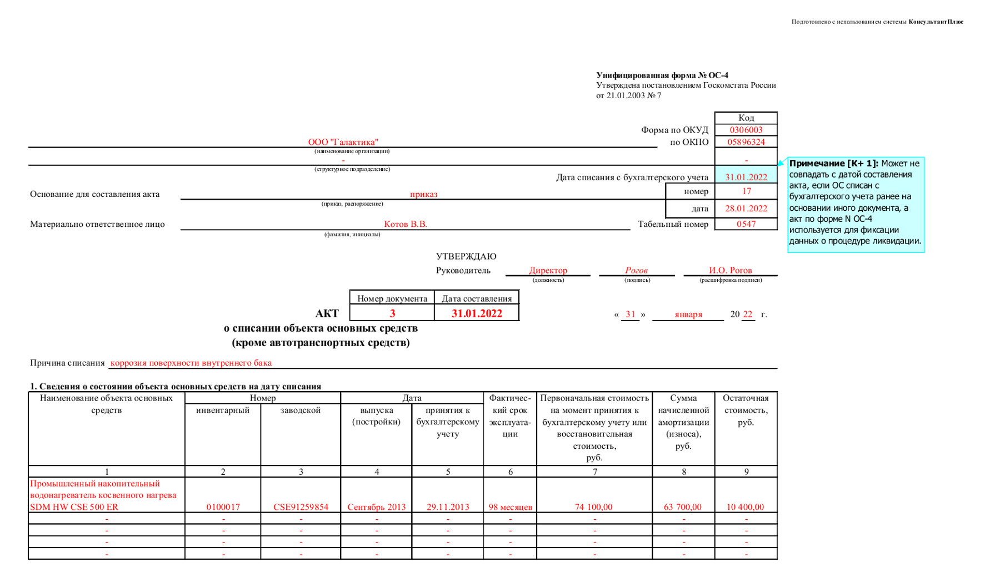 Подготовлено с использованием системы КонсультантПлюс
Унифицированная форма № ОС-4
Утверждена постановлением Госкомстата России
от 21.01.2003 № 7
Код
Форма по ОКУД 0306003
ООО "Галактика" по ОКПО 05896324
(наименование организации)
- -
(структурное подразделение)
Дата списания с бухгалтерского учета 31.01.2022
Основание для составления акта приказ номер 17
(приказ, распоряжение)
дата 28.01.2022
Материально ответственное лицо Котов В.В. Табельный номер 0547
(фамилия, инициалы)
Примечание [К+ 1]: Может не
совпадать с датой составления
акта, если ОС списан с
бухгалтерского учета ранее на
основании иного документа, а
акт по форме N ОС-4
используется для фиксации
данных о процедуре ликвидации.
УТВЕРЖДАЮ
Руководитель Директор Рогов И.О. Рогов
(должность) (подпись) (расшифровка подписи)
Номер документа Дата составления
АКТ 3 31.01.2022 « 31 » января 20 22 г.
о списании объекта основных средств
(кроме автотранспортных средств)
Причина списания коррозия поверхности внутреннего бака
1. Сведения о состоянии объекта основных средств на дату списания
Наименование объекта основных Номер Дата Фактичес- Первоначальная стоимость Сумма Остаточная
средств инвентарный заводской выпуска принятия к кий срок на момент принятия к начисленной стоимость,
(постройки) бухгалтерскому эксплуата- бухгалтерскому учету или амортизации руб.
учету ции восстановительная (износа),
стоимость, руб.
руб.
1 2 3 4 5 6 7 8 9
Промышленный накопительный
водонагреватель косвенного нагрева
SDM HW CSE 500 ER 0100017 CSE91259854 Сентябрь 2013 29.11.2013 98 месяцев 74 100,00 63 700,00 10 400,00
- - - - - - - - -
- - - - - - - - -
- - - - - - - - -
- - - - - - - - -